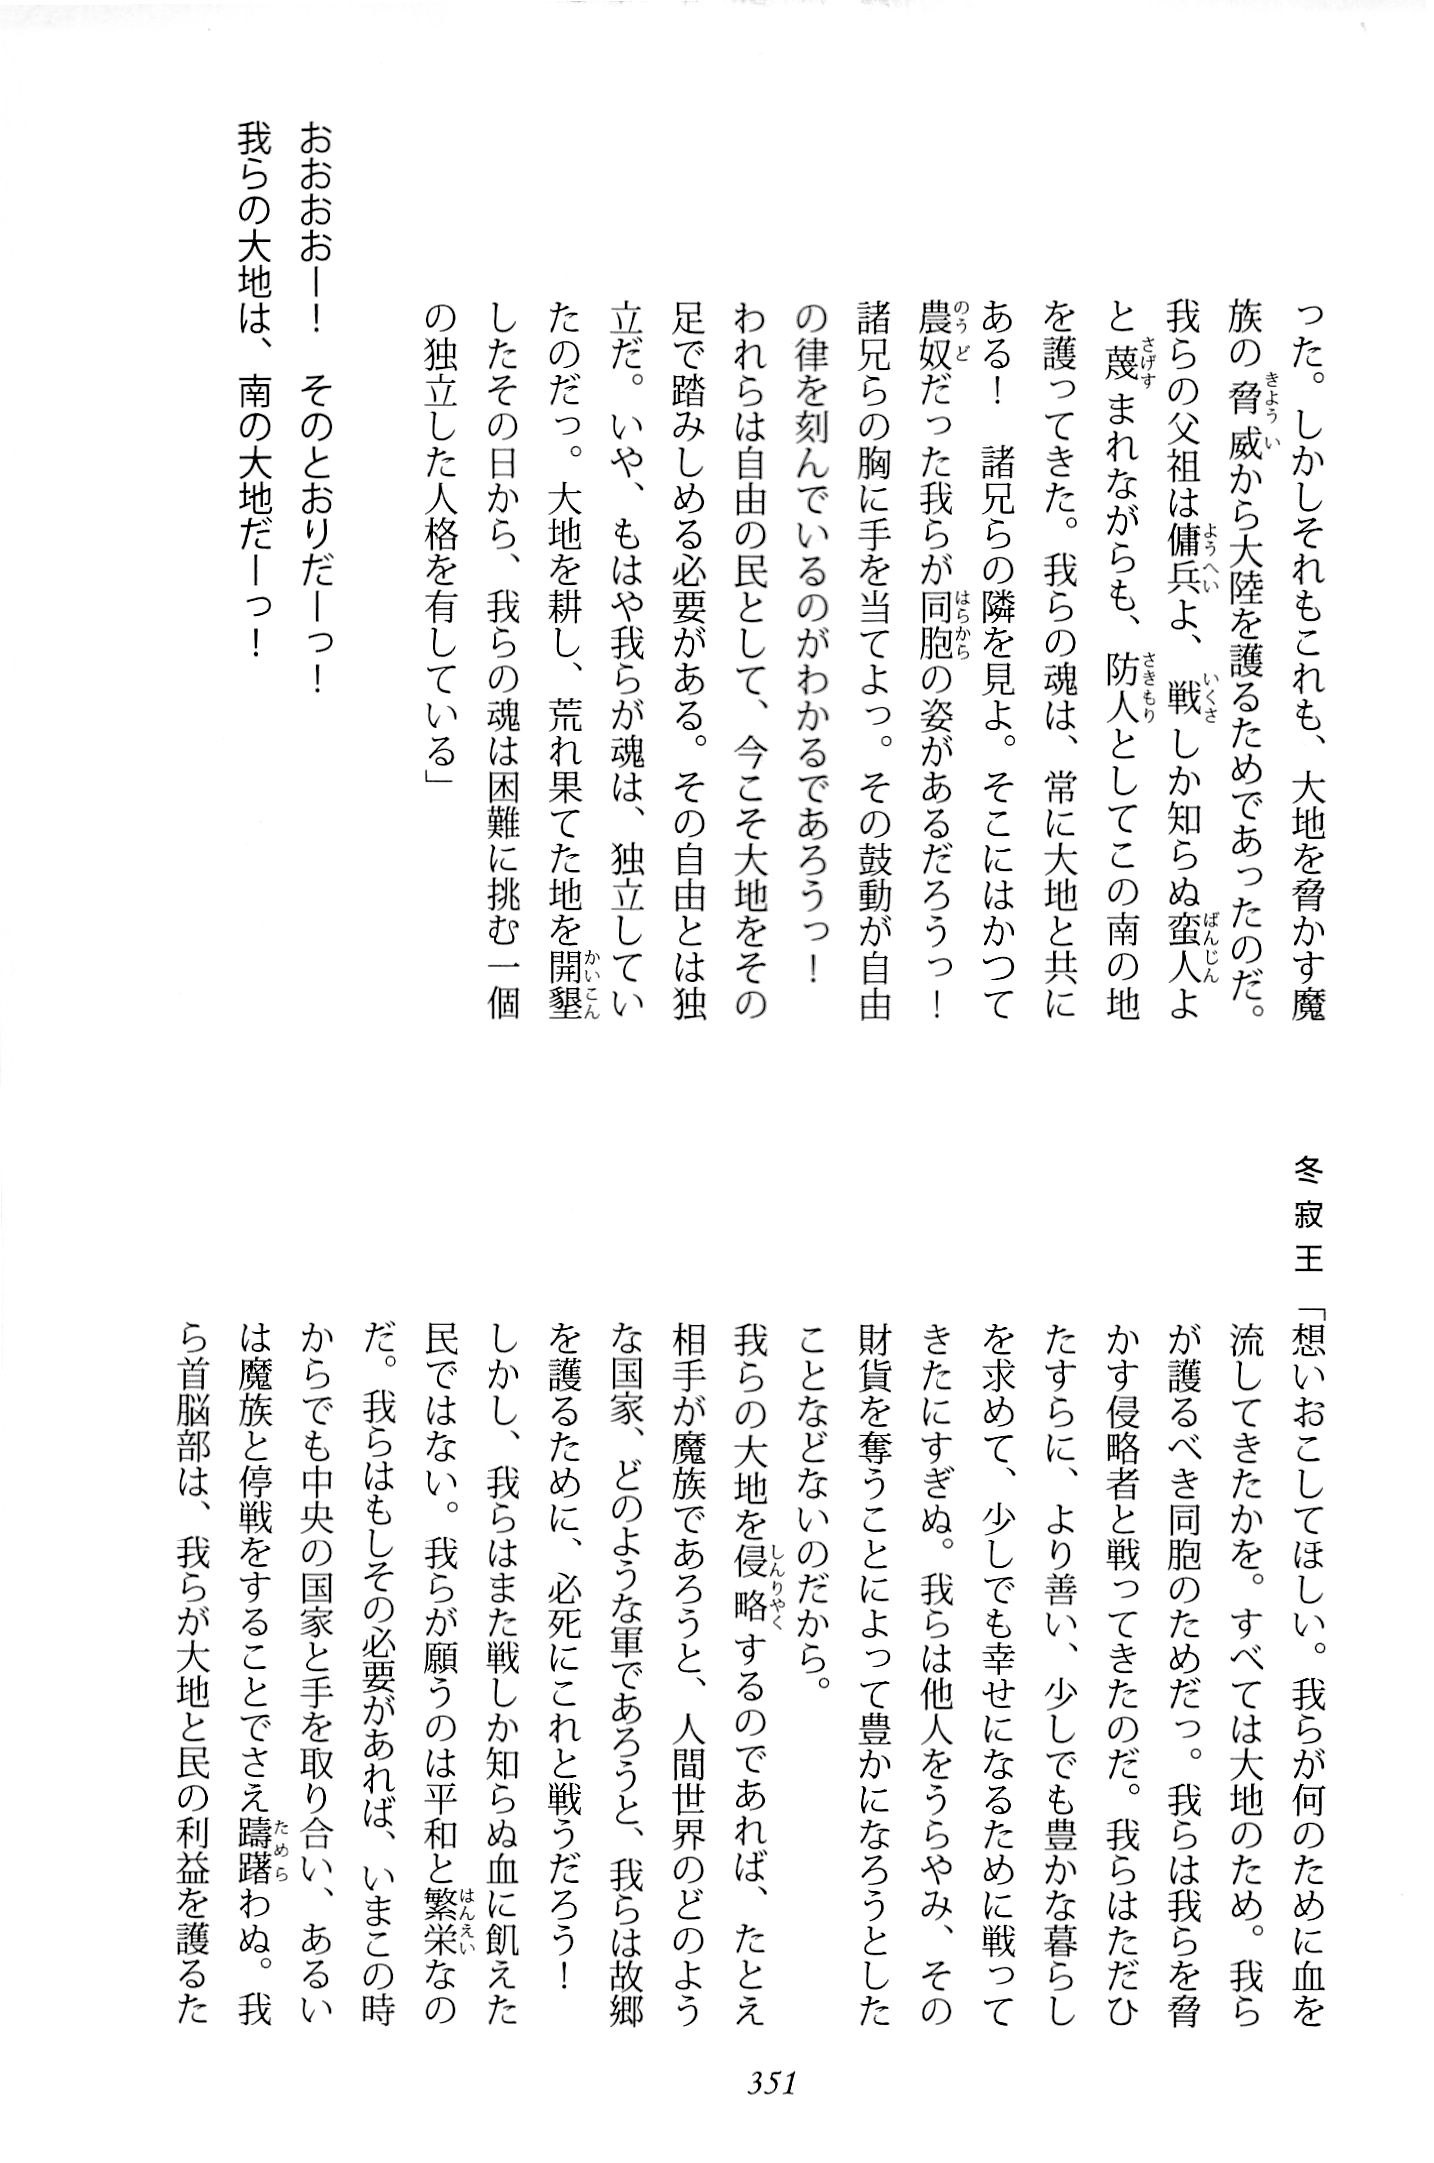 った。しかしそれもこれも、大地を脅かす魔
族の脅威から大陸を護るためであったのだ。
我らの父祖は傭兵よ、戦しか知らぬ蛮人よ
と蔑まれながらも、防人としてこの南の地
を護ってきた。我らの魂は、常に大地と共に
ある！　諸兄らの隣を見よ。そこにはかつて
農奴だった我らが同胞の姿があるだろうっ！
諸兄らの胸に手を当てよっ。その鼓動が自由
の律を刻んでいるのがわかるであろうっ！
われらは自由の民として、今こそ大地をその
足で踏みしめる必要がある。その自由とは独
立だ。いや、もはや我らが魂は、独立してい
たのだっ。大地を耕し、荒れ果てた地を開墾
したその日から、我らの魂は困難に挑む一個
の独立した人格を有している」
おおおおー！　そのとおりだーっ！
我らの大地は、南の大地だーっ！
冬寂王「想いおこしてほしい。我らが何のために血を
流してきたかを。すべては大地のため。我ら
が護るべき同胞のためだっ。我らは我らを脅
かす侵略者と戦ってきたのだ。我らはただひ
たすらに、より善い、少しでも豊かな暮らし
を求めて、少しでも幸せになるために戦って
きたにすぎぬ。我らは他人をうらやみ、その
財貨を奪うことによって豊かになろうとした
ことなどないのだから。
我らの大地を侵略するのであれば、たとえ
相手が魔族であろうと、人間世界のどのよう
な国家、どのような軍であろうと、我らは故郷
を護るために、必死にこれと戦うだろう！
しかし、我らはまた戦しか知らぬ血に飢えた
民ではない。我らが願うのは平和と繁栄なの
だ。我らはもしその必要があれば、いまこの時
からでも中央の国家と手を取り合い、あるい
は魔族と停戦をすることでさえ躊躇わぬ。我
ら首脳部は、我らが大地と民の利益を護るた
351